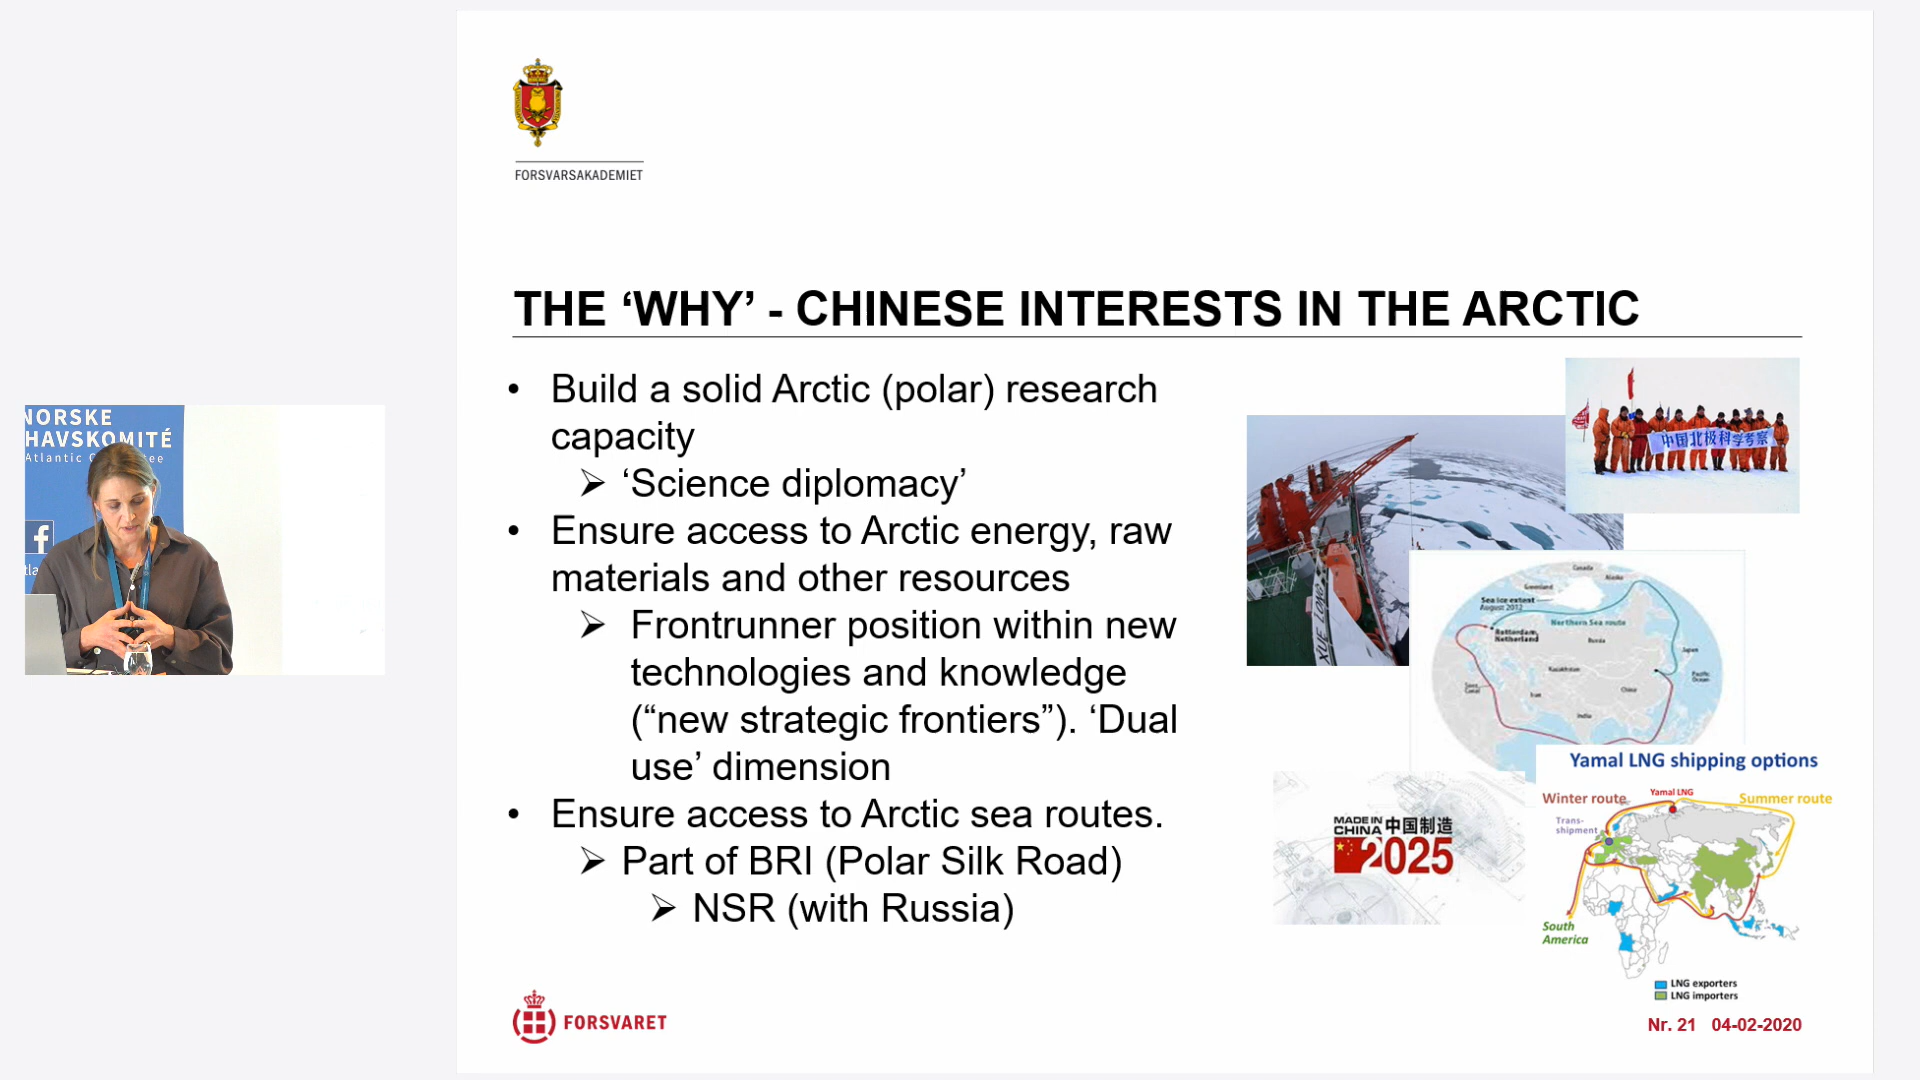 NORSKE
HAVSKOMITÉ
Atlantic
FORSVARSAKADEMIET
THE ‘WHY’ - CHINESE INTERESTS IN THE ARCTIC
• Build a solid Arctic (polar) research
capacity
➢ ‘Science diplomacy’
• Ensure access to Arctic energy, raw
materials and other resources
➢ Frontrunner position within new
technologies and knowledge
(“new strategic frontiers”). ‘Dual
use’ dimension
• Ensure access to Arctic sea routes.
➢ Part of BRI (Polar Silk Road)
➢ NSR (with Russia)
中国北极科学考察
XUE LONG
Canada
Alaska
Greenland
Sea ice extent
August 2012
Northern Sea route
Rotterdam,
Netherland
Russia
Japan
Kazakhstan
Pacific
Ocean
Suez
Canal
Iran
China
India
MADE IN
CHINA 中国制造
2025
Yamal LNG shipping options
Winter route
Yamal LNG
Summer route
Trans-
shipment
South
America
LNG exporters
LNG importers
FORSVARET
Nr. 21 04-02-2020